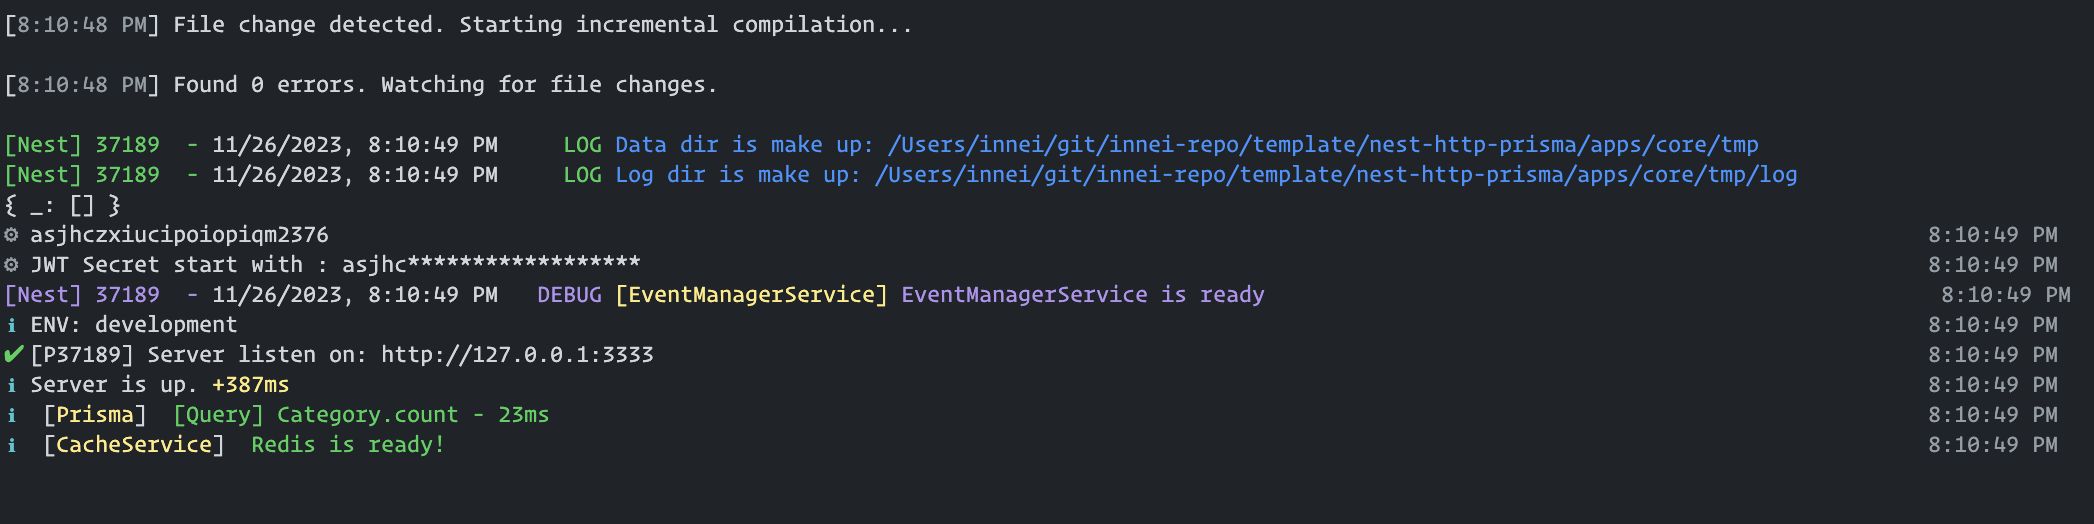 [8:10:48 PM] File change detected. Starting incremental compilation...
[8:10:48 PM] Found 0 errors. Watching for file changes.
[Nest] 37189  - 11/26/2023, 8:10:49 PM     LOG Data dir is make up: /Users/innei/git/innei-repo/template/nest-http-prisma/apps/core/tmp
[Nest] 37189  - 11/26/2023, 8:10:49 PM     LOG Log dir is make up: /Users/innei/git/innei-repo/template/nest-http-prisma/apps/core/tmp/log
{ _: [] }
⚙ asjhczxiucipoiopiqm2376 8:10:49 PM
⚙ JWT Secret start with : asjhc****************** 8:10:49 PM
[Nest] 37189  - 11/26/2023, 8:10:49 PM   DEBUG [EventManagerService] EventManagerService is ready 8:10:49 PM
ℹ ENV: development 8:10:49 PM
✔ [P37189] Server listen on: http://127.0.0.1:3333 8:10:49 PM
ℹ Server is up. +387ms 8:10:49 PM
ℹ  [Prisma]  [Query] Category.count - 23ms 8:10:49 PM
ℹ  [CacheService]  Redis is ready! 8:10:49 PM